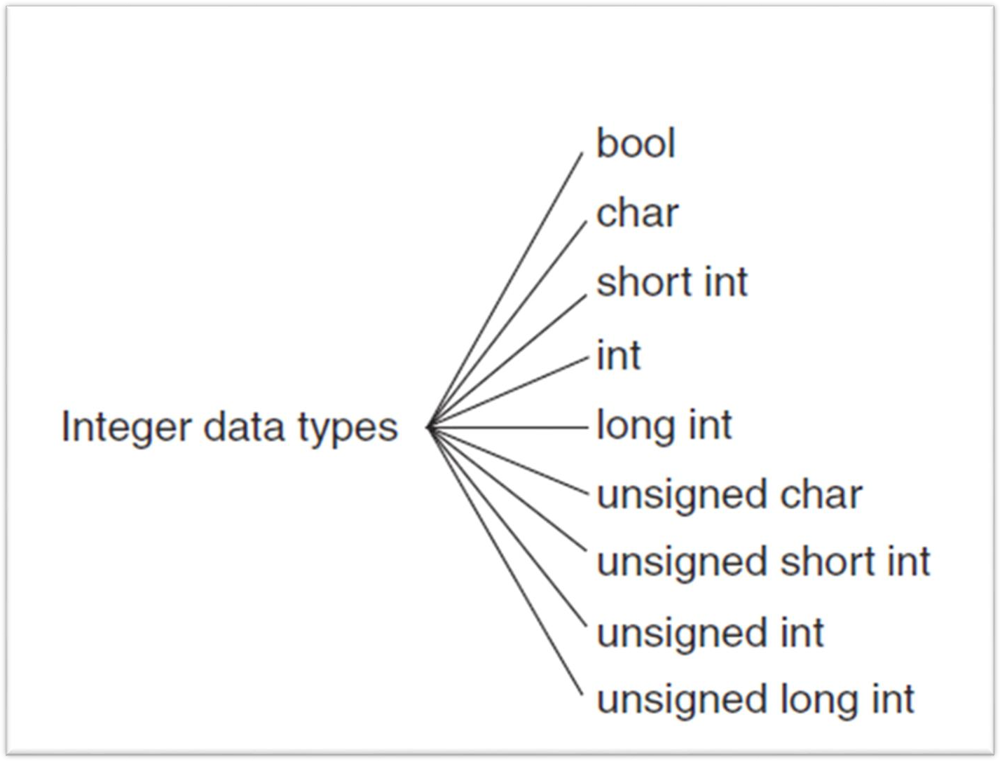 bool
char
short int
int
Integer data types
long int
unsigned char
unsigned short int
unsigned int
unsigned long int